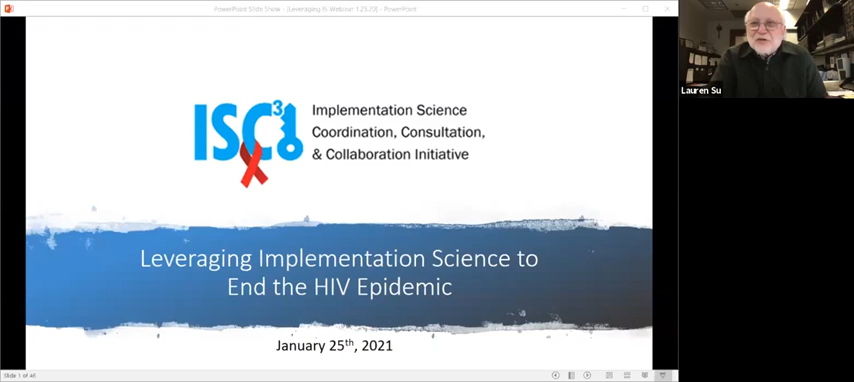 PowerPoint Slide Show - [Leveraging IS Webinar 1.25.20] - PowerPoint
Lauren Su
ISC³I
Implementation Science
Coordination, Consultation,
& Collaboration Initiative
Leveraging Implementation Science to
End the HIV Epidemic
January 25th, 2021
Slide 1 of 46